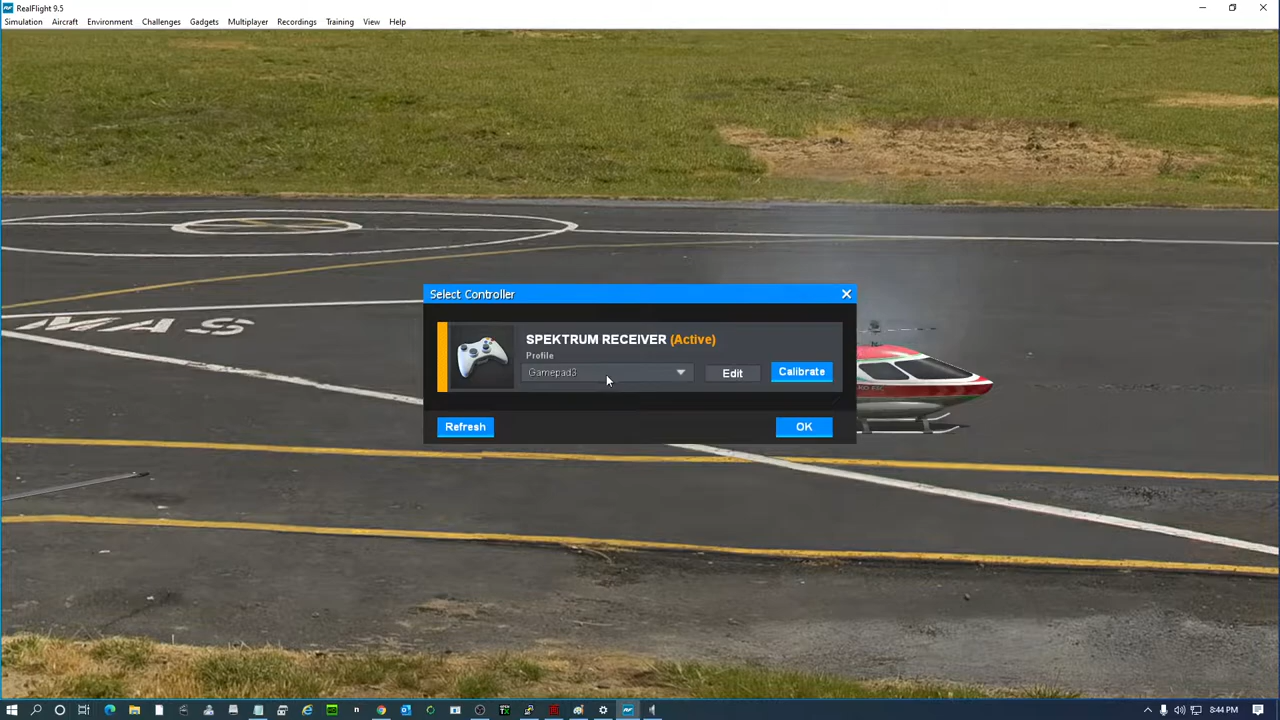 RealFlight 9.5
Simulation Aircraft Environment Challenges Gadgets Multiplayer Recordings Training View Help
MAS
Select Controller
SPEKTRUM RECEIVER (Active)
Profile
Gamepad3
Edit
Calibrate
Refresh
OK
8:44 PM